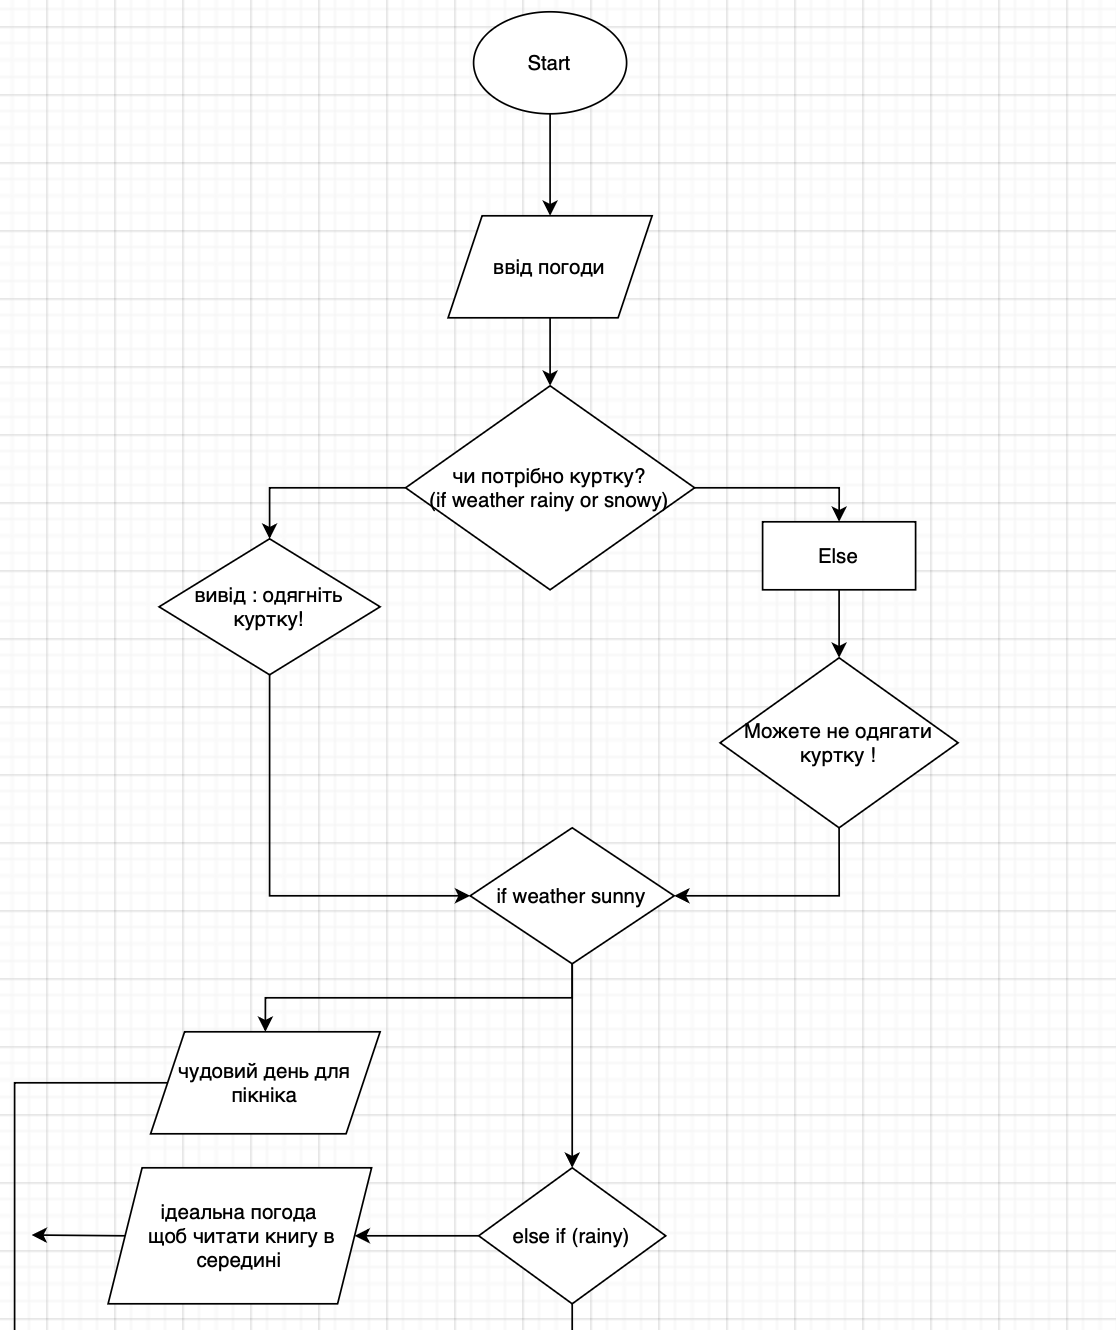 Start
ввід погоди
чи потрібно куртку?
(if weather rainy or snowy)
вивід : одягніть
куртку!
Else
Можете не одягати
куртку !
if weather sunny
чудовий день для
пікніка
ідеальна погода
щоб читати книгу в
середині
else if (rainy)